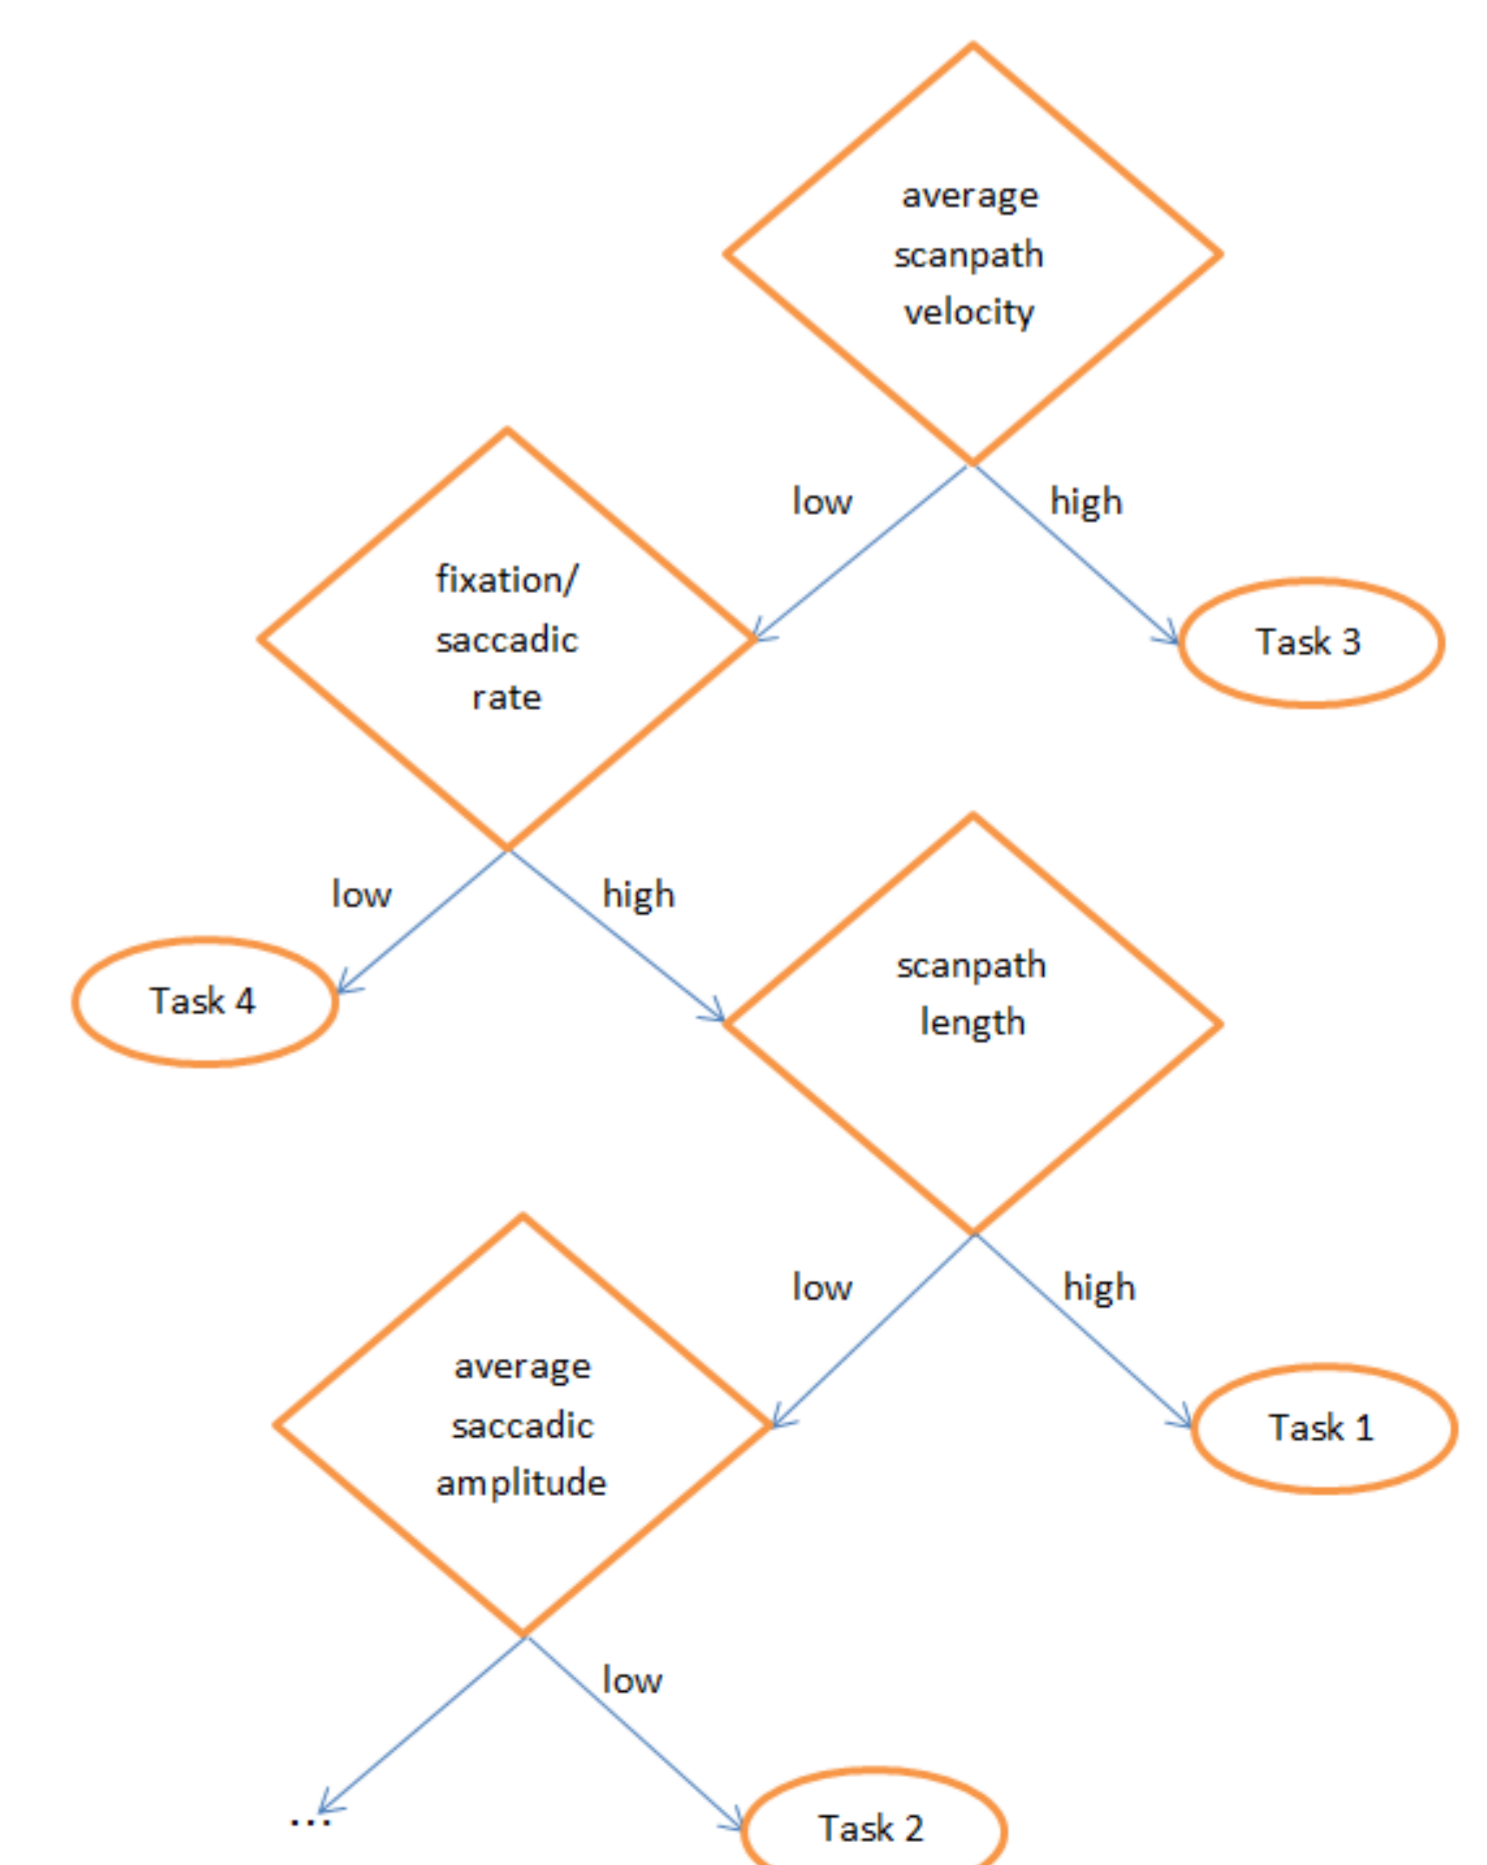 average
scanpath
velocity
low
high
fixation/
saccadic
rate
Task 3
low
high
Task 4
scanpath
length
low
high
average
saccadic
amplitude
Task 1
low
...
Task 2